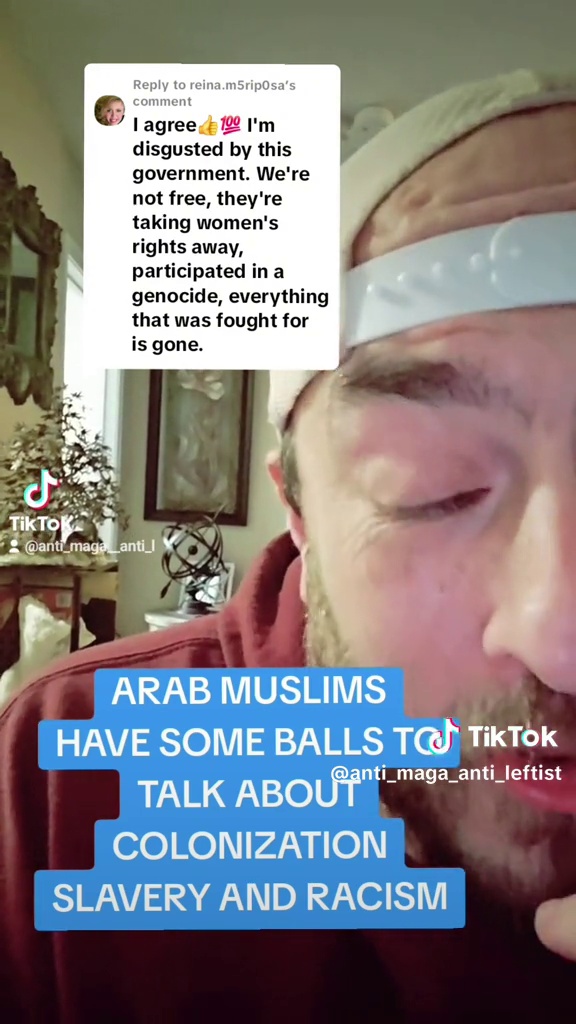 Reply to reina.m5rip0sa's
comment
I agree👍💯 I'm
disgusted by this
government. We're
not free, they're
taking women's
rights away,
participated in a
genocide, everything
that was fought for
is gone.
TikTok
@anti_maga_anti_l
ARAB MUSLIMS
HAVE SOME BALLS TO
TikTok
@anti_maga_anti_leftist
TALK ABOUT
COLONIZATION
SLAVERY AND RACISM